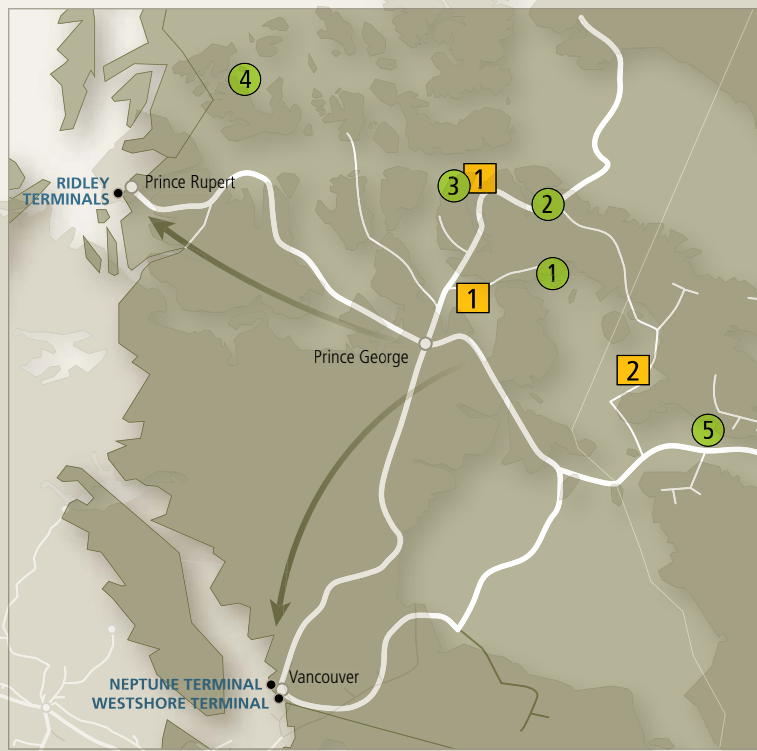 4
RIDLEY
TERMINALS
Prince Rupert
3
1
2
1
1
Prince George
2
5
Vancouver
NEPTUNE TERMINAL
WESTSHORE TERMINAL